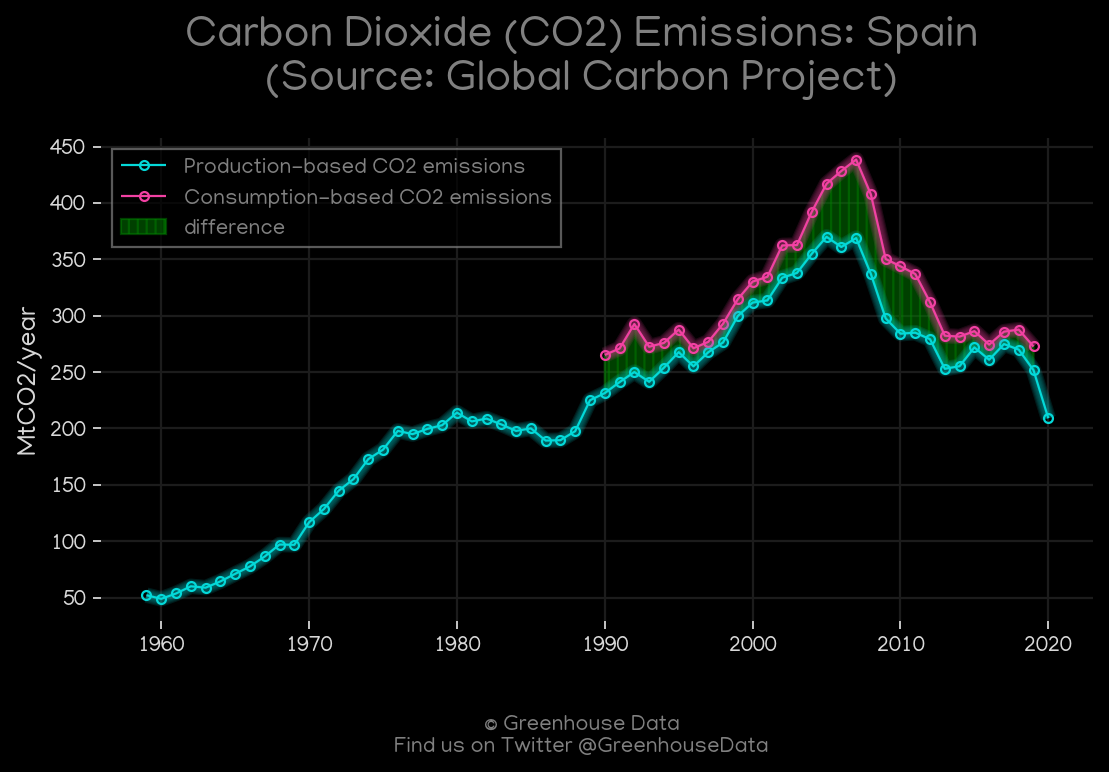 Carbon Dioxide (CO2) Emissions: Spain
(Source: Global Carbon Project)
Production-based CO2 emissions
Consumption-based CO2 emissions
difference
MtCO2/year
450
400
350
300
250
200
150
100
50
1960 1970 1980 1990 2000 2010 2020
© Greenhouse Data
Find us on Twitter @GreenhouseData